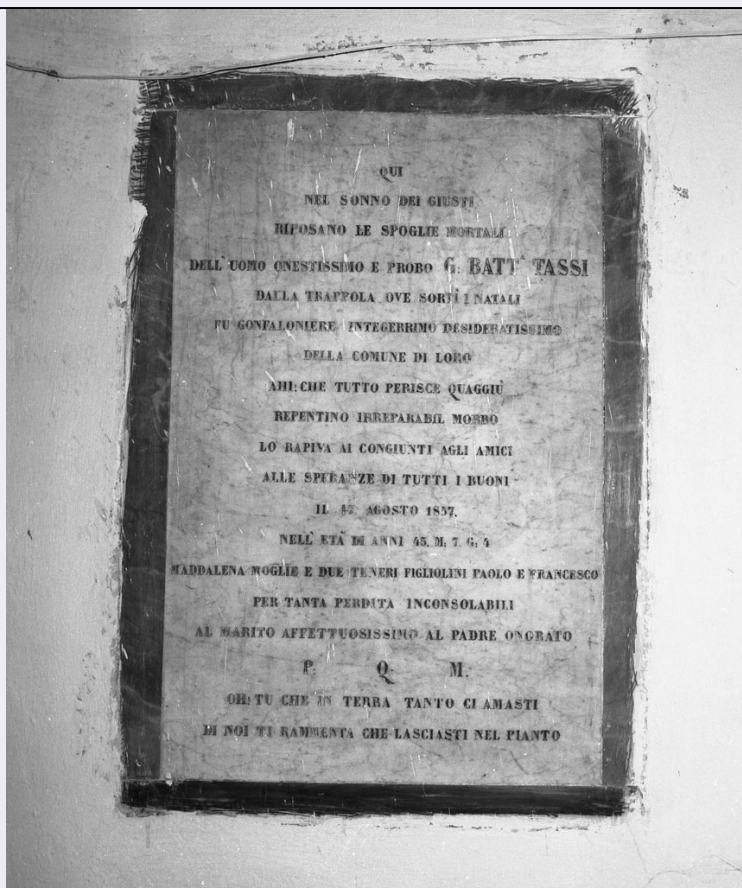 QUI
NEL SONNO DEI GIUSTI
RIPOSANO LE SPOGLIE MORTALI
DELL'UOMO ONESTISSIMO E PROBO G: BATT.A TASSI
DALLA TRAPPOLA OVE SORTÌ I NATALI
FU GONFALONIERE INTEGERRIMO DESIDERATISSIMO
DELLA COMUNE DI LORO
AHI: CHE TUTTO PERISCE QUAGGIÙ
REPENTINO IRREPARABIL MORBO
LO RAPIVA AI CONGIUNTI AGLI AMICI
ALLE SPERANZE DI TUTTI I BUONI
IL AGOSTO 1857.
NELL'ETÀ DI ANNI 45. M: 7. G: 4
MADDALENA MOGLIE E DUE TENERI FIGLIOLINI PAOLO E FRANCESCO
PER TANTA PERDITA INCONSOLABILI
AL MARITO AFFETTUOSISSIMO AL PADRE ONORATO
P: Q: M.
OH: TU CHE IN TERRA TANTO CI AMASTI
DI NOI TI RAMMENTA CHE LASCIASTI NEL PIANTO